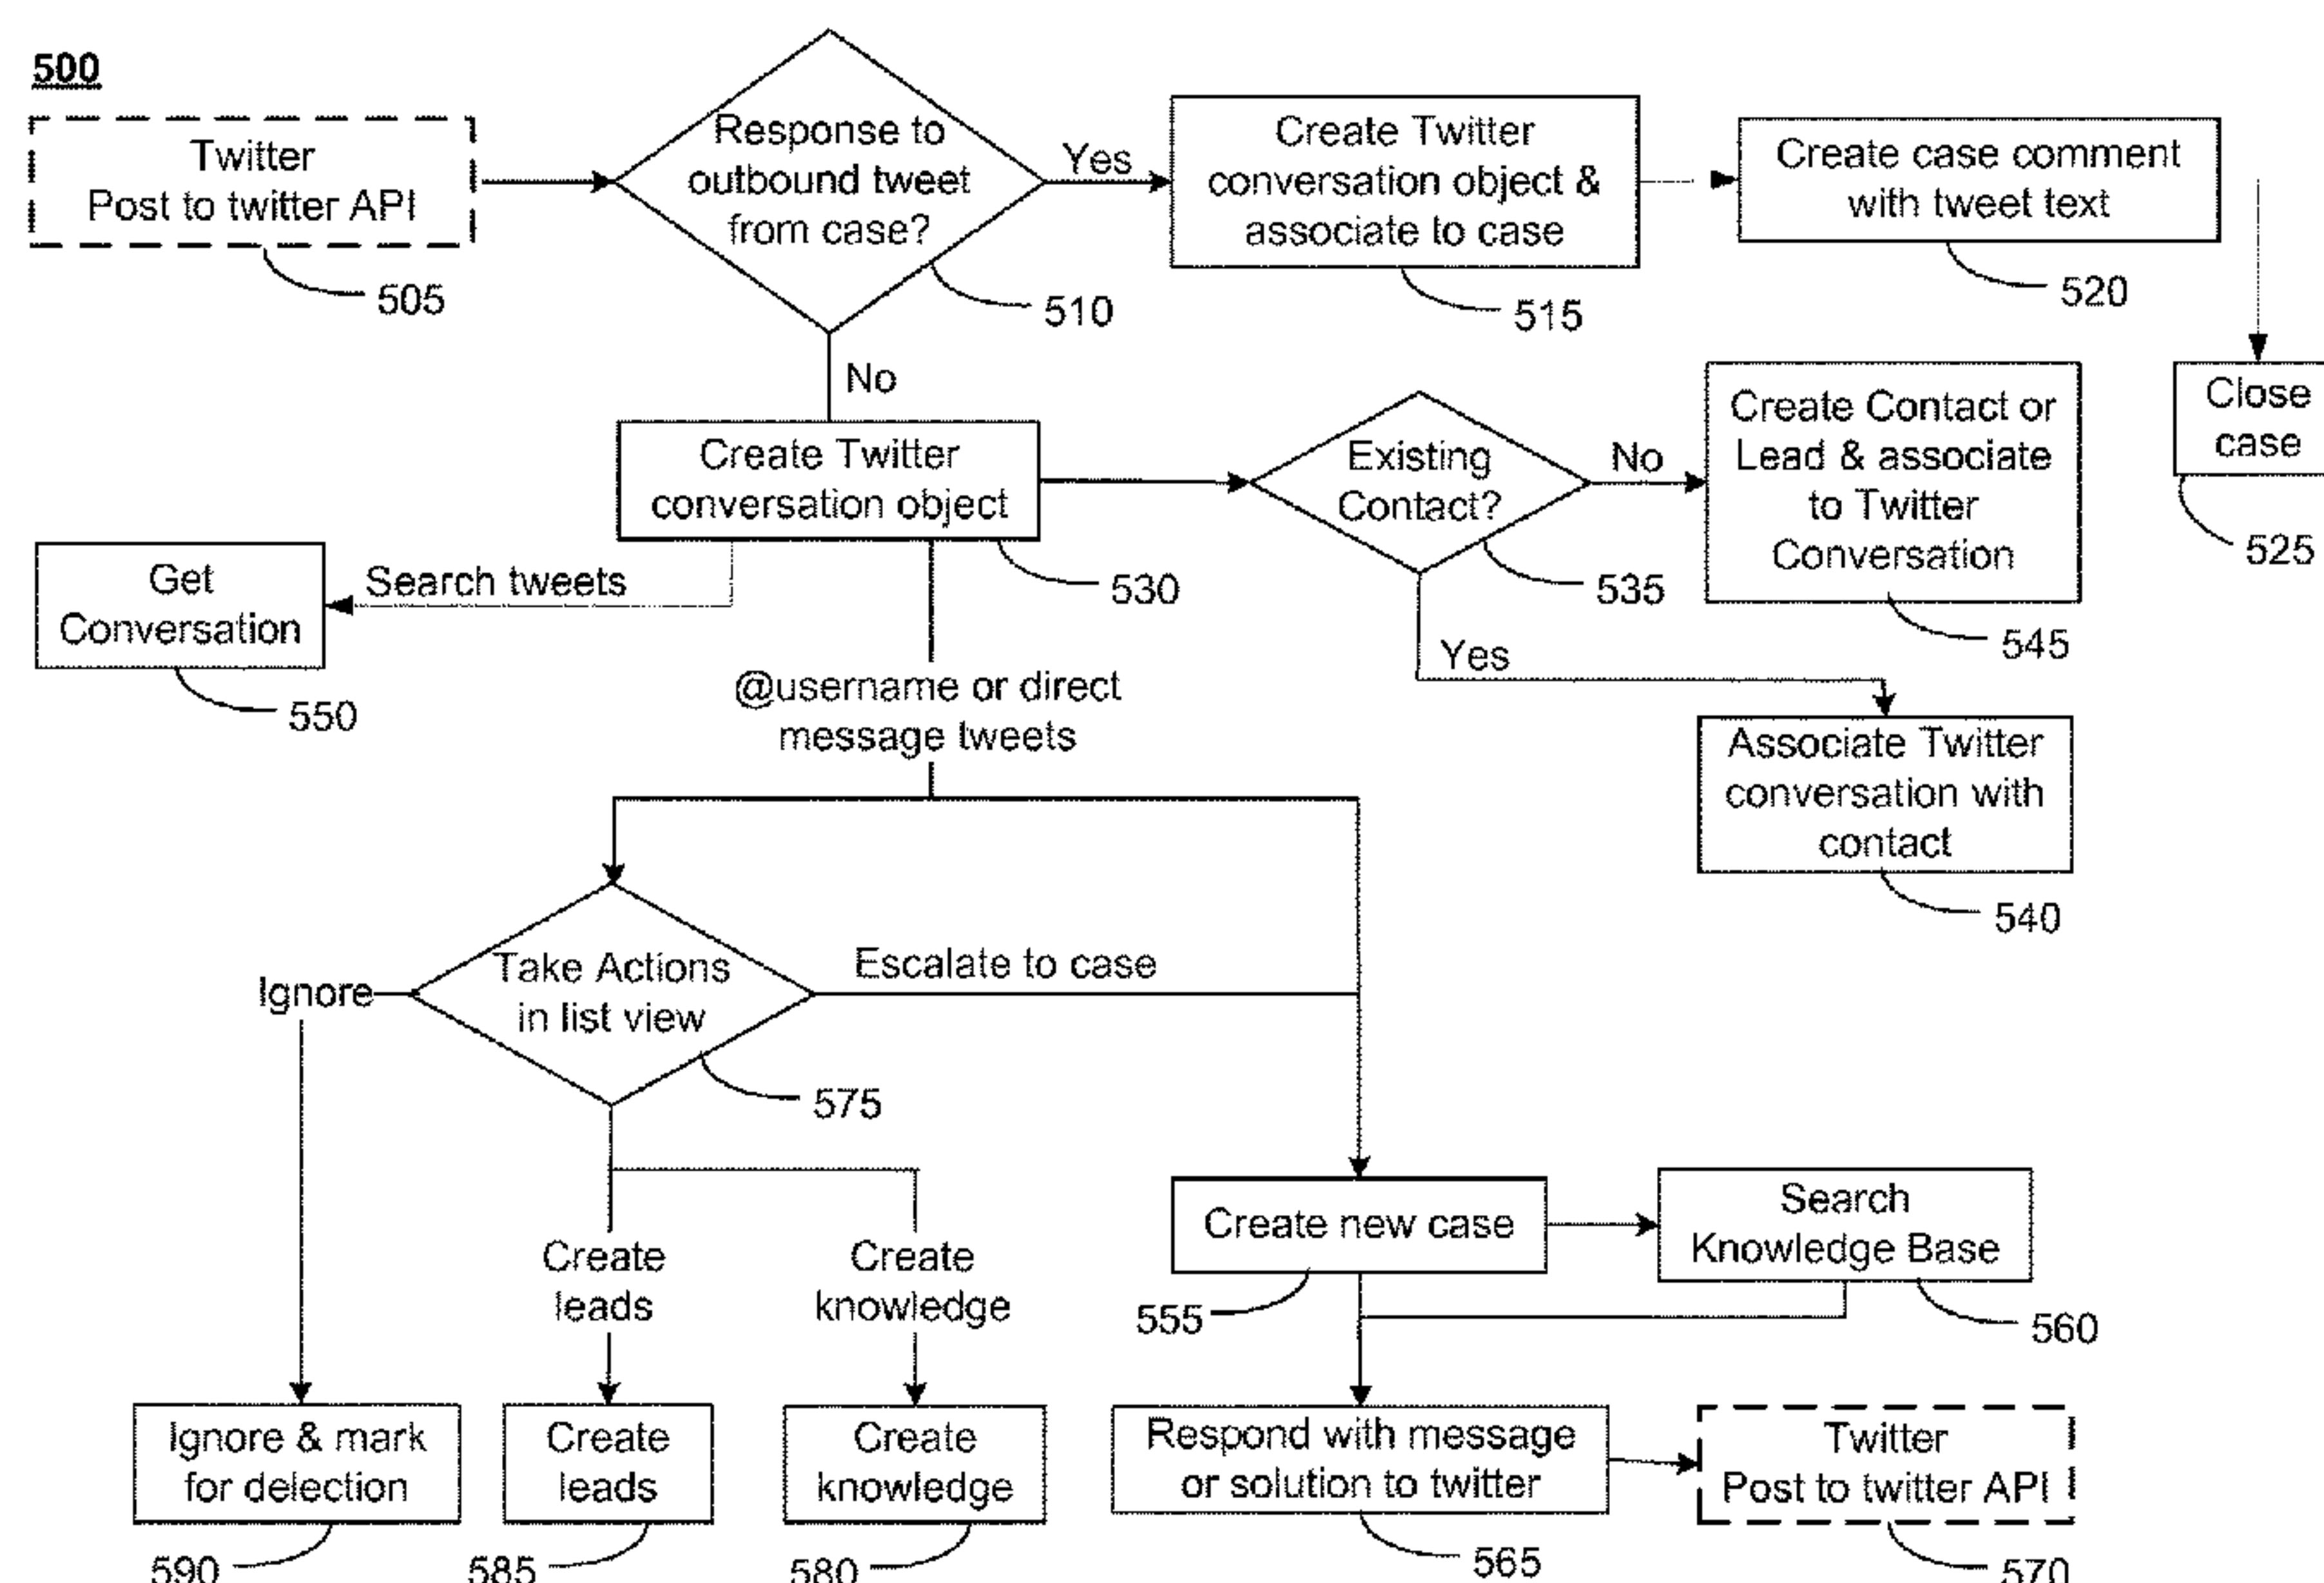 500
Twitter
Post to twitter API
505
Response to
outbound tweet
from case?
510
Yes
Create Twitter
conversation object &
associate to case
515
Create case comment
with tweet text
520
Close
case
525
No
Create Twitter
conversation object
530
Existing
Contact?
535
No
Create Contact or
Lead & associate
to Twitter
Conversation
545
Yes
Associate Twitter
conversation with
contact
540
Search tweets
Get
Conversation
550
@username or direct
message tweets
Take Actions
in list view
575
Ignore
Escalate to case
Create
leads
Create
knowledge
Create new case
555
Search
Knowledge Base
560
Ignore & mark
for delection
590
Create
leads
585
Create
knowledge
580
Respond with message
or solution to twitter
565
Twitter
Post to twitter API
570